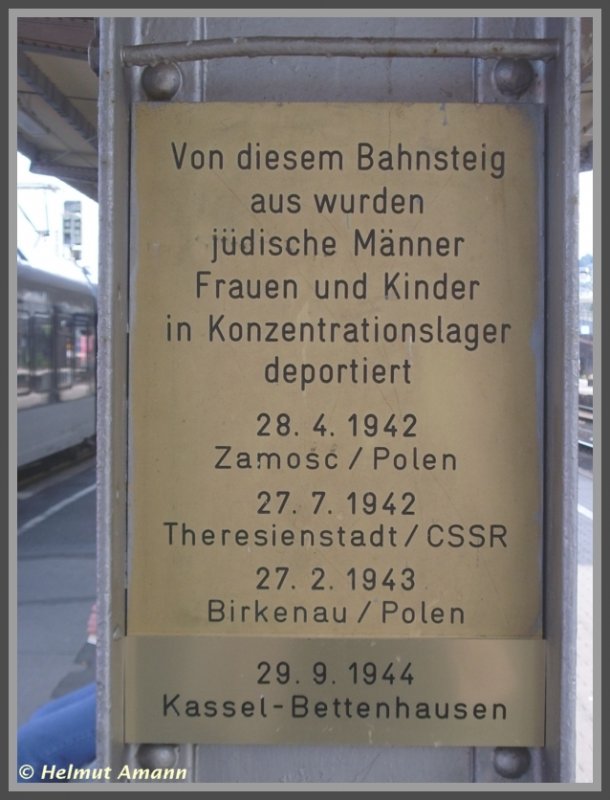 Von diesem Bahnsteig
aus wurden
jüdische Männer
Frauen und Kinder
in Konzentrationslager
deportiert
28. 4. 1942
Zamość / Polen
27. 7. 1942
Theresienstadt / CSSR
27. 2. 1943
Birkenau / Polen
29. 9. 1944
Kassel-Bettenhausen
© Helmut Amann